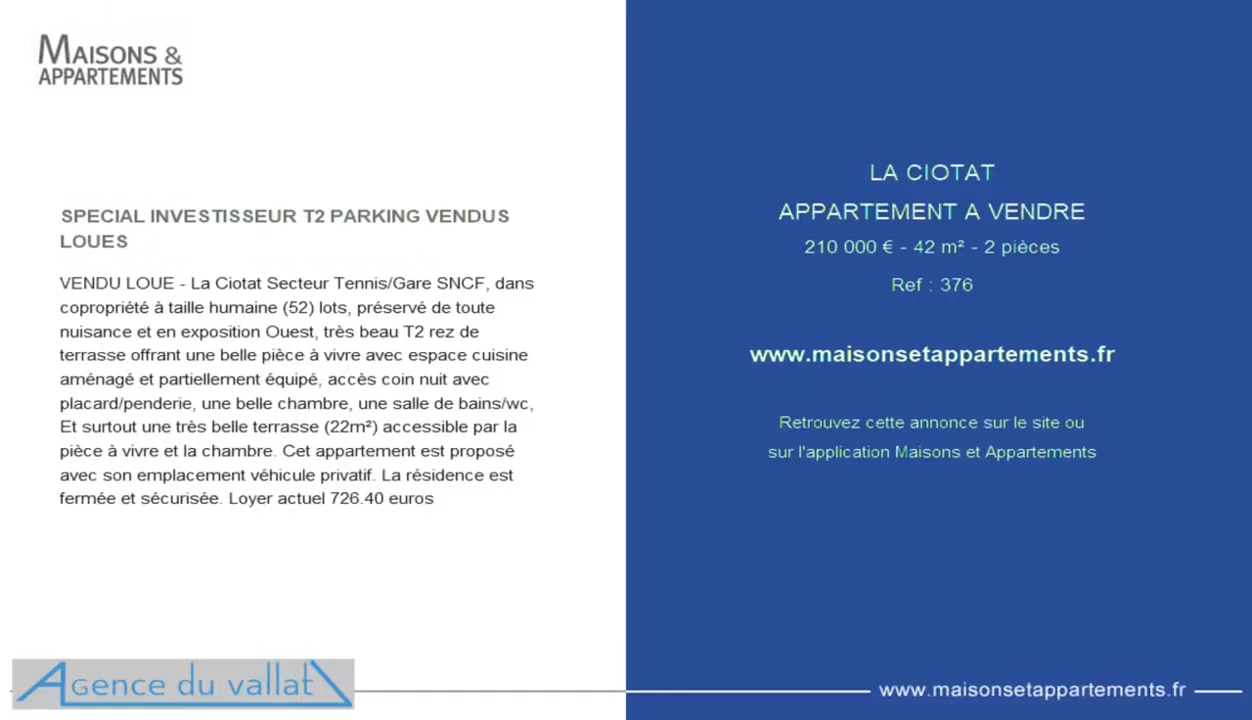 MAISONS &
APPARTEMENTS
SPECIAL INVESTISSEUR T2 PARKING VENDUS
LOUES
VENDU LOUE - La Ciotat Secteur Tennis/Gare SNCF, dans
copropriété à taille humaine (52) lots, préservé de toute
nuisance et en exposition Ouest, très beau T2 rez de
terrasse offrant une belle pièce à vivre avec espace cuisine
aménagé et partiellement équipé, accès coin nuit avec
placard/penderie, une belle chambre, une salle de bains/wc,
Et surtout une très belle terrasse (22m²) accessible par la
pièce à vivre et la chambre. Cet appartement est proposé
avec son emplacement véhicule privatif. La résidence est
fermée et sécurisée. Loyer actuel 726.40 euros
AGENCE DU VALLAT
LA CIOTAT
APPARTEMENT A VENDRE
210 000 € - 42 m² - 2 pièces
Ref : 376
www.maisonsetappartements.fr
Retrouvez cette annonce sur le site ou
sur l'application Maisons et Appartements
www.maisonsetappartements.fr